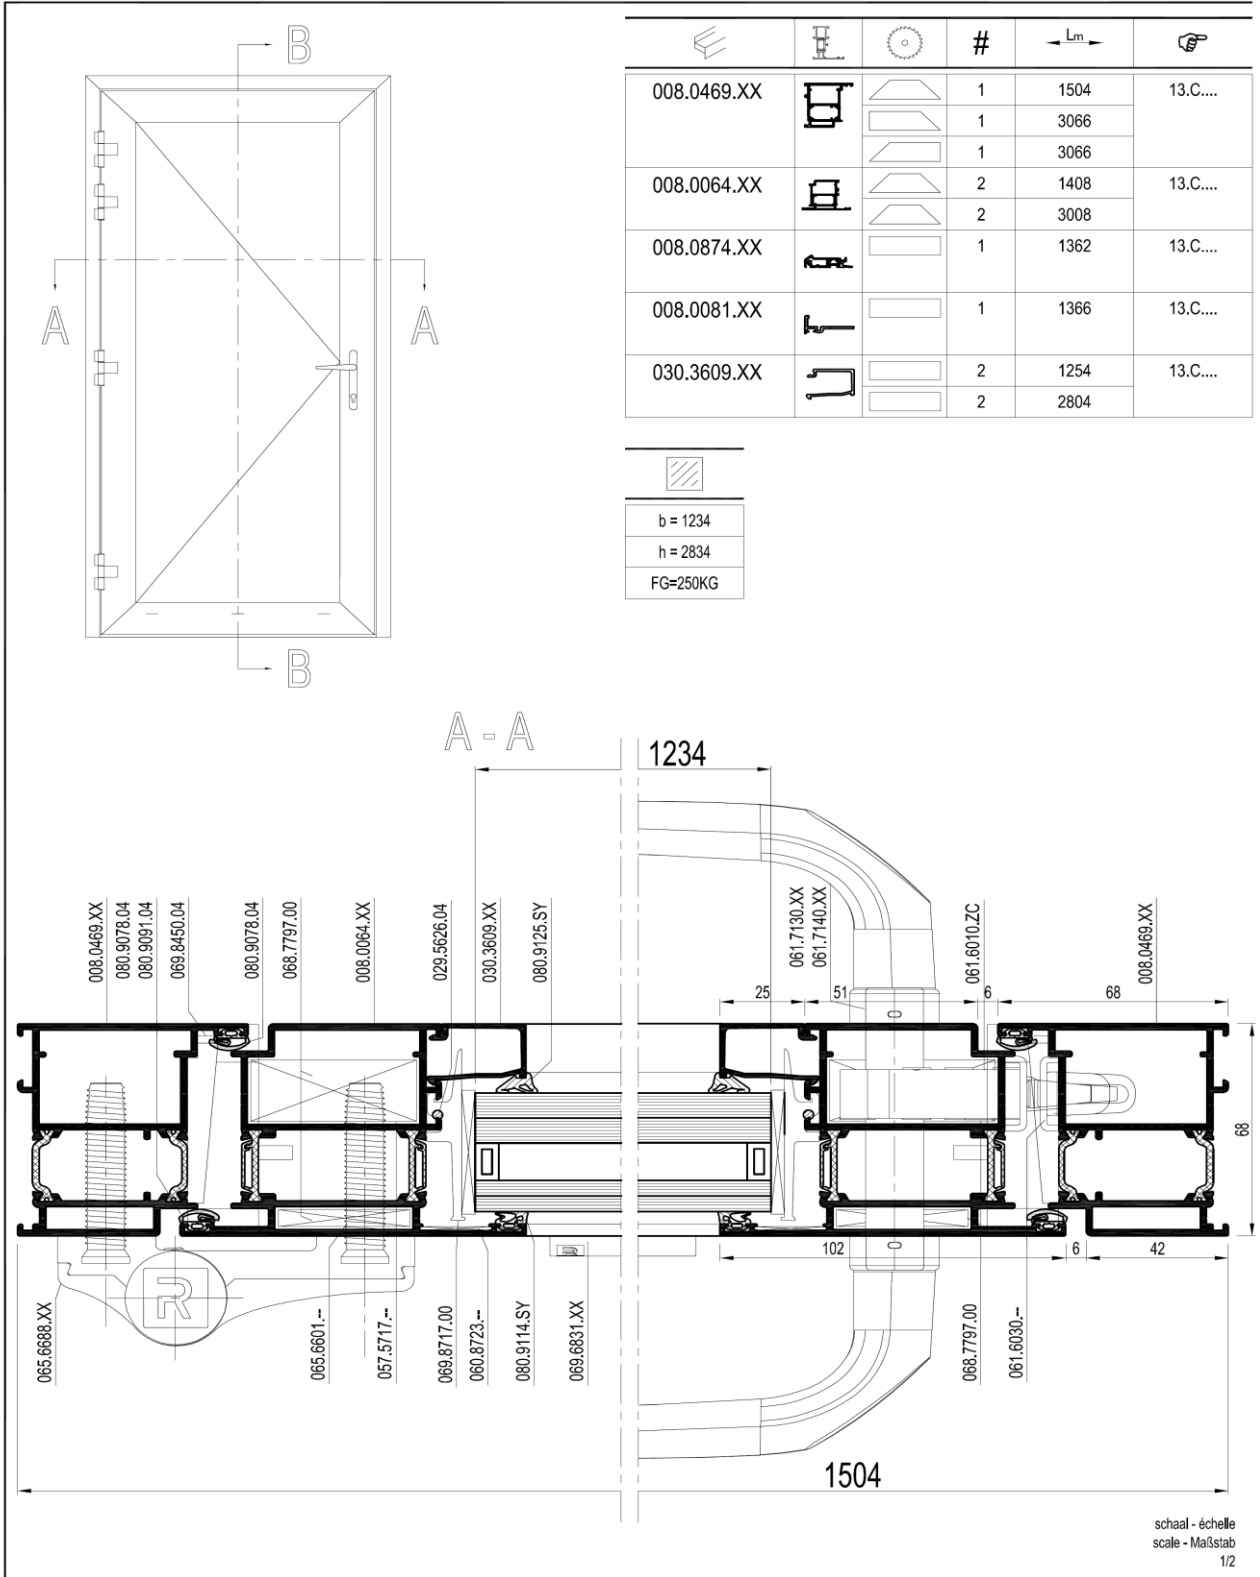 B
A
A
B
# Lm
008.0469.XX 1 1504 13.C....
1 3066
1 3066
008.0064.XX 2 1408 13.C....
2 3008
008.0874.XX 1 1362 13.C....
008.0081.XX 1 1366 13.C....
030.3609.XX 2 1254 13.C....
2 2804
b = 1234
h = 2834
FG=250KG
A - A
1234
008.0469.XX
080.9078.04
080.9091.04
069.8450.04
080.9078.04
068.7797.00
008.0064.XX
029.5626.04
030.3609.XX
080.9125.SY
061.7130.XX
061.7140.XX
061.6010.ZC
008.0469.XX
25 51 6 68
68
102 6 42
R
R
065.6688.XX
065.6601.--
057.5717.--
069.8717.00
060.8723.--
080.9114.SY
069.6831.XX
068.7797.00
061.6030.--
1504
schaal - échelle
scale - Maßstab
1/2